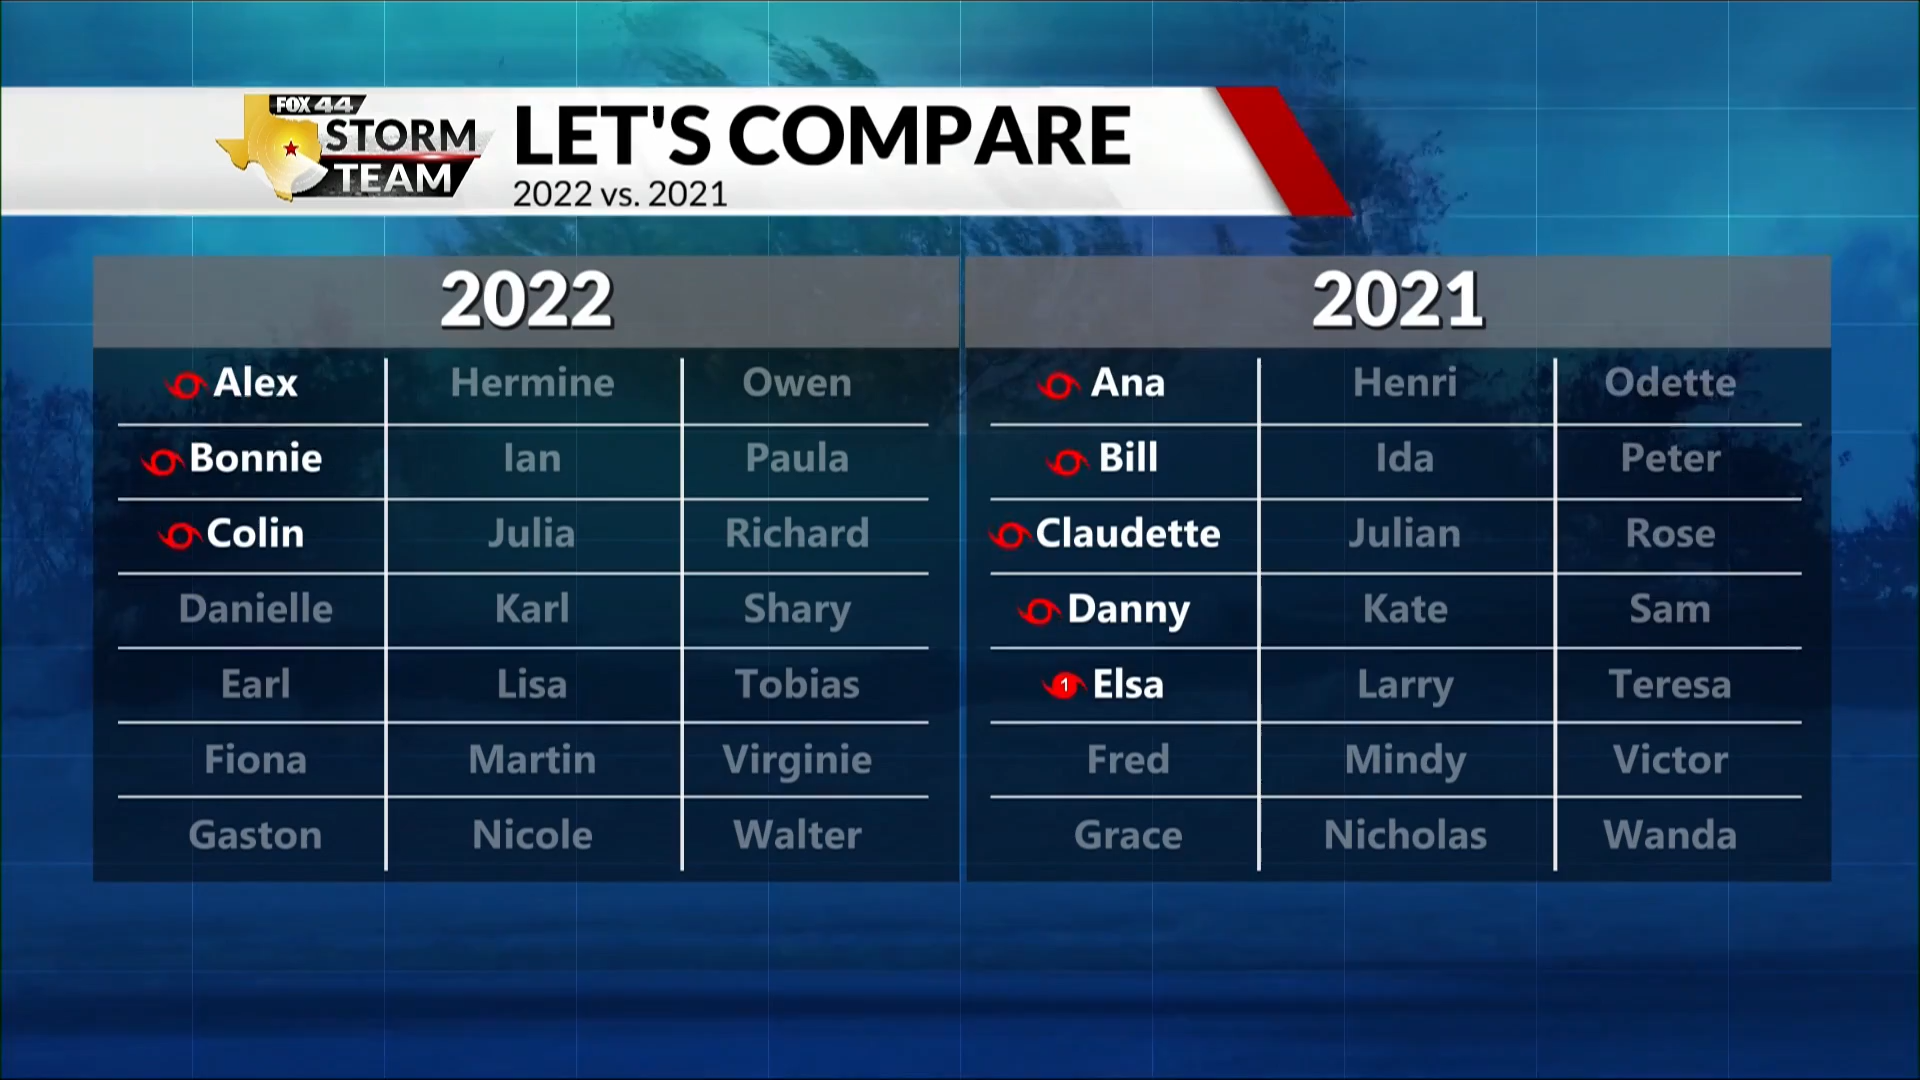 FOX 44
STORM
TEAM
LET'S COMPARE
2022 vs. 2021
2022
Alex Hermine Owen
Bonnie Ian Paula
Colin Julia Richard
Danielle Karl Shary
Earl Lisa Tobias
Fiona Martin Virginie
Gaston Nicole Walter
2021
Ana Henri Odette
Bill Ida Peter
Claudette Julian Rose
Danny Kate Sam
1 Elsa Larry Teresa
Fred Mindy Victor
Grace Nicholas Wanda